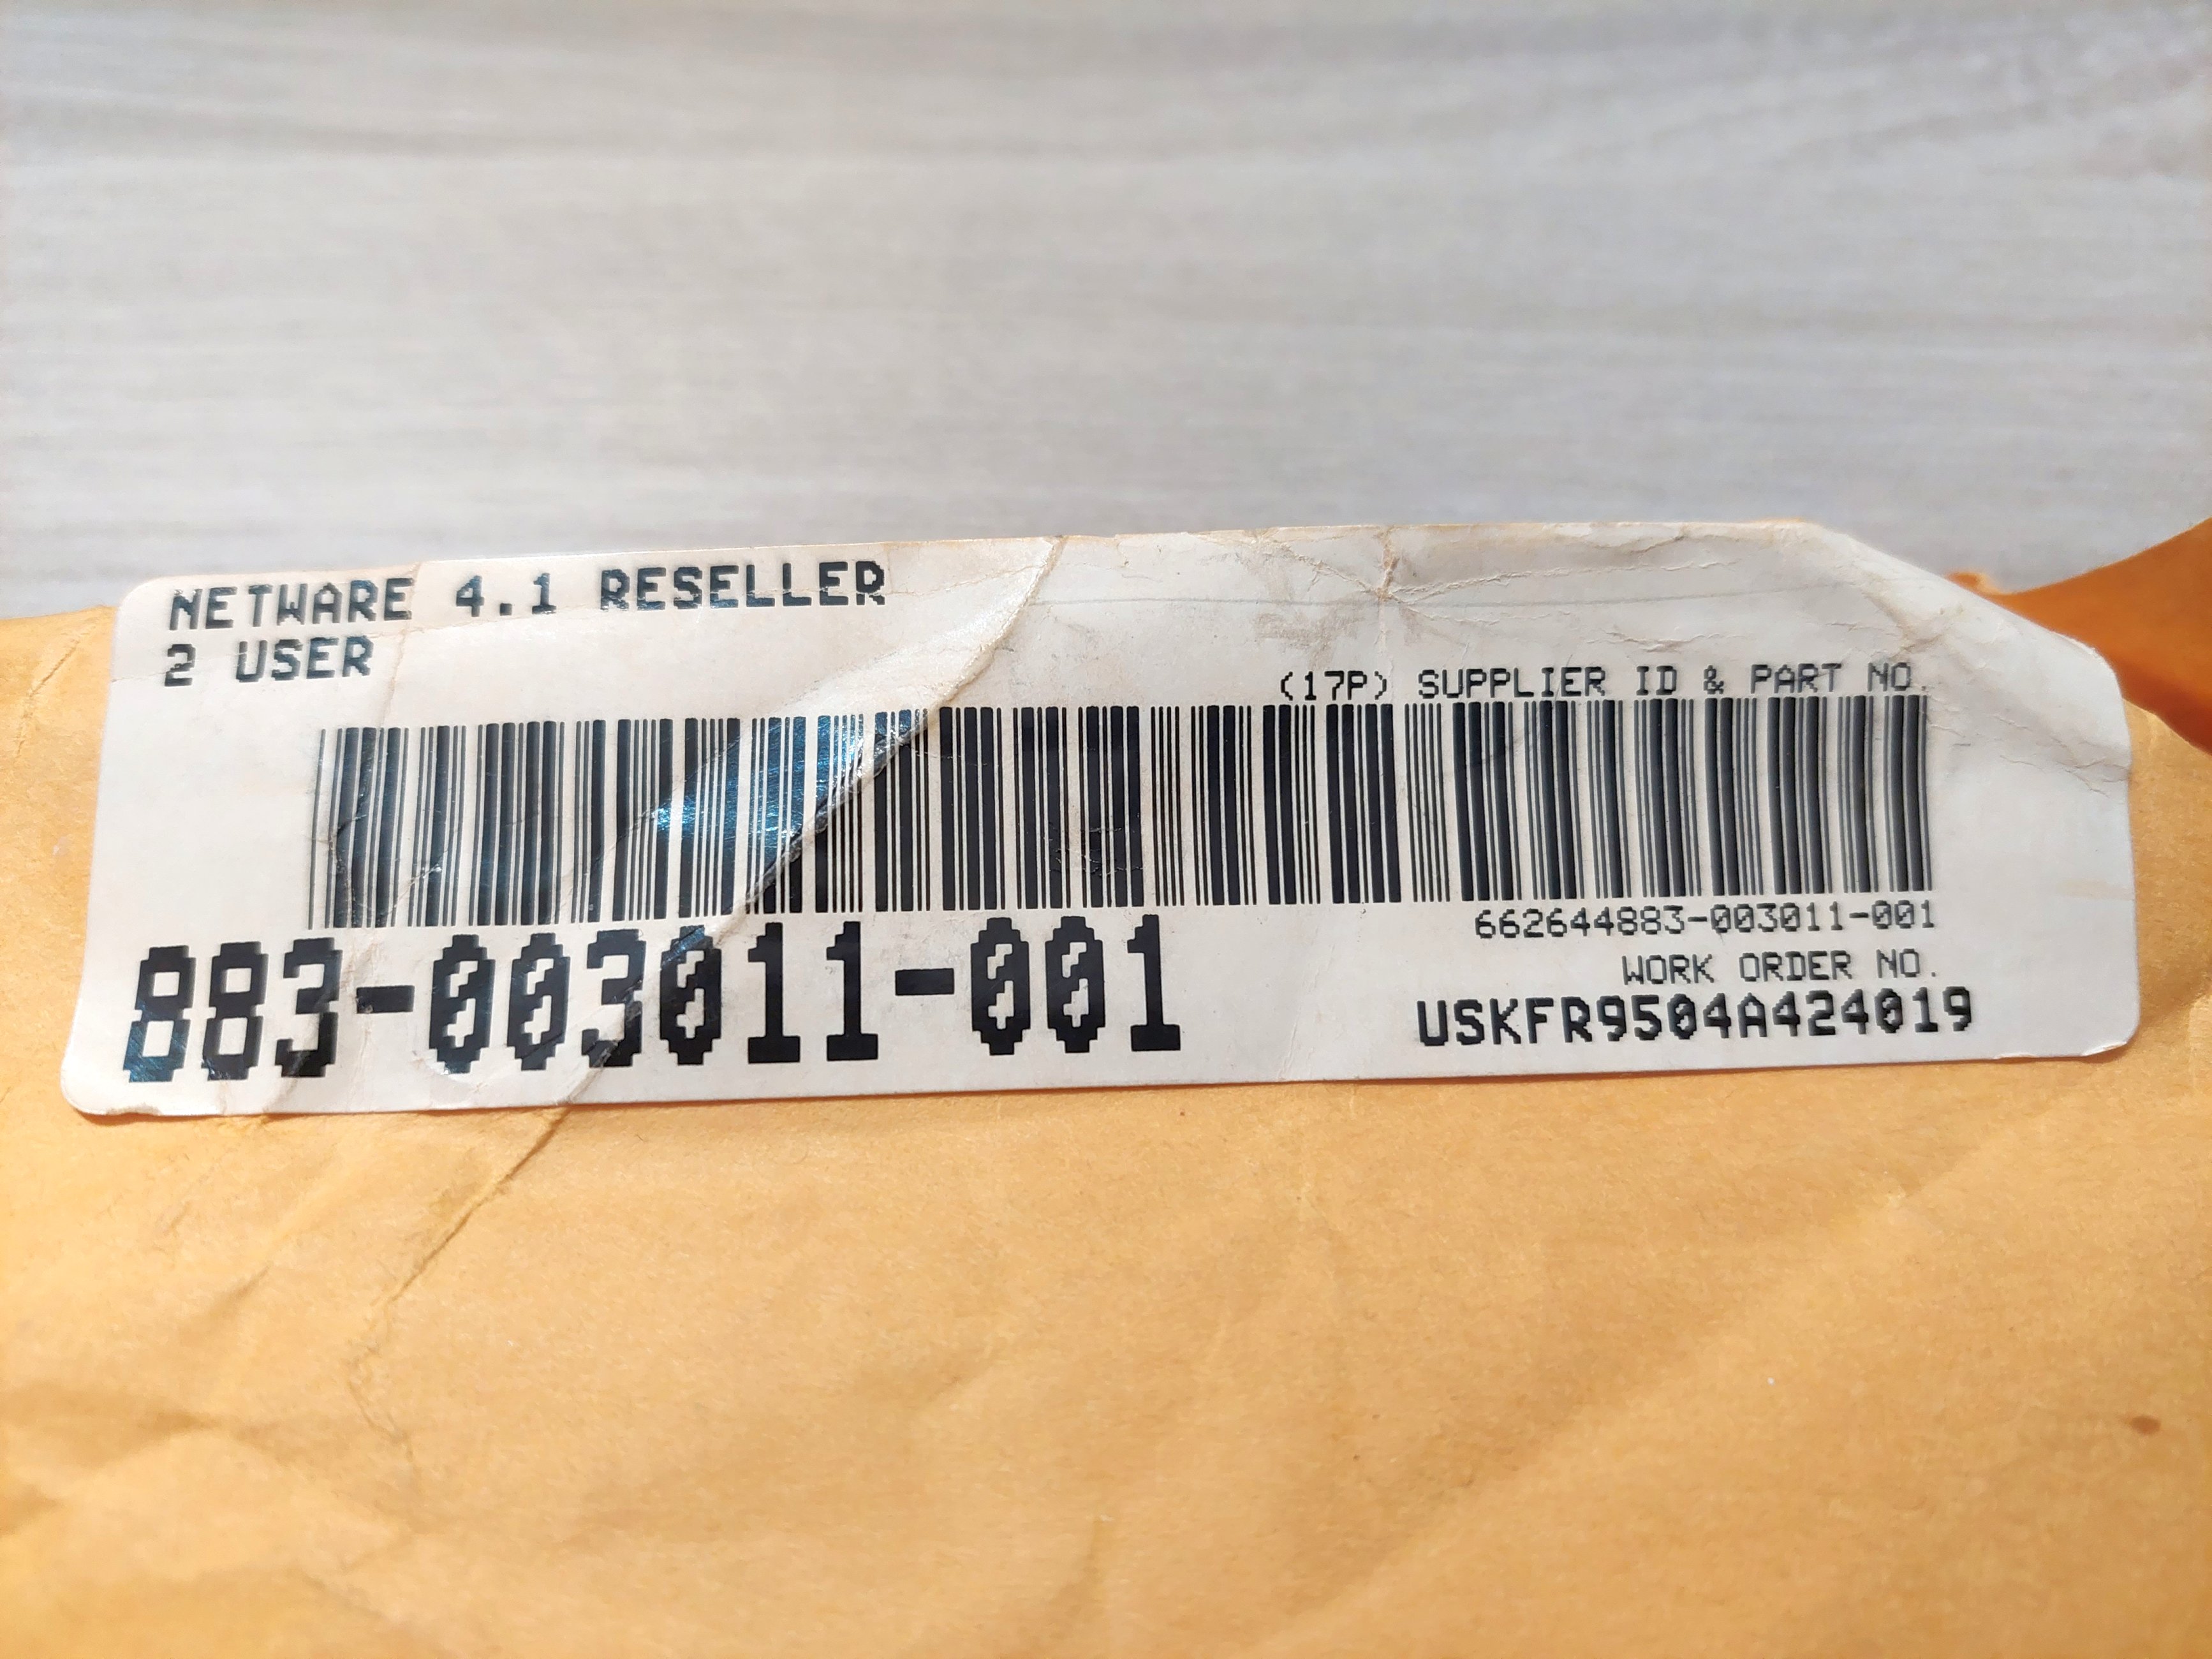 NETWARE 4.1 RESELLER
2 USER
(17P) SUPPLIER ID & PART NO.
662644883-003011-001
883-003011-001
WORK ORDER NO.
USKFR9504A424019